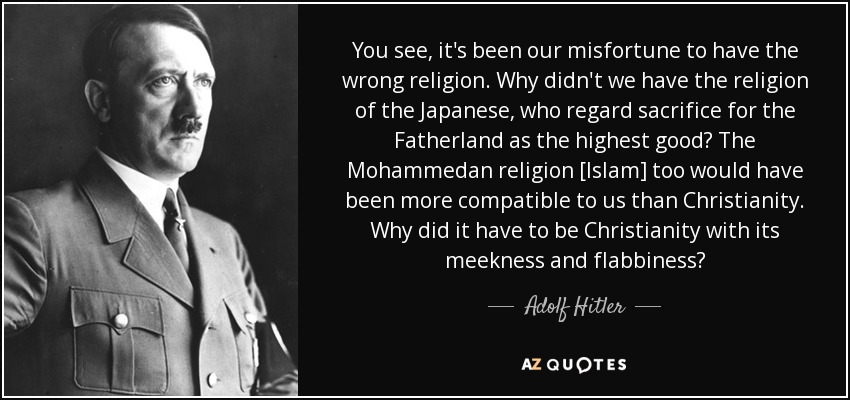 You see, it's been our misfortune to have the
wrong religion. Why didn't we have the religion
of the Japanese, who regard sacrifice for the
Fatherland as the highest good? The
Mohammedan religion [Islam] too would have
been more compatible to us than Christianity.
Why did it have to be Christianity with its
meekness and flabbiness?
Adolf Hitler
AZ QUOTES